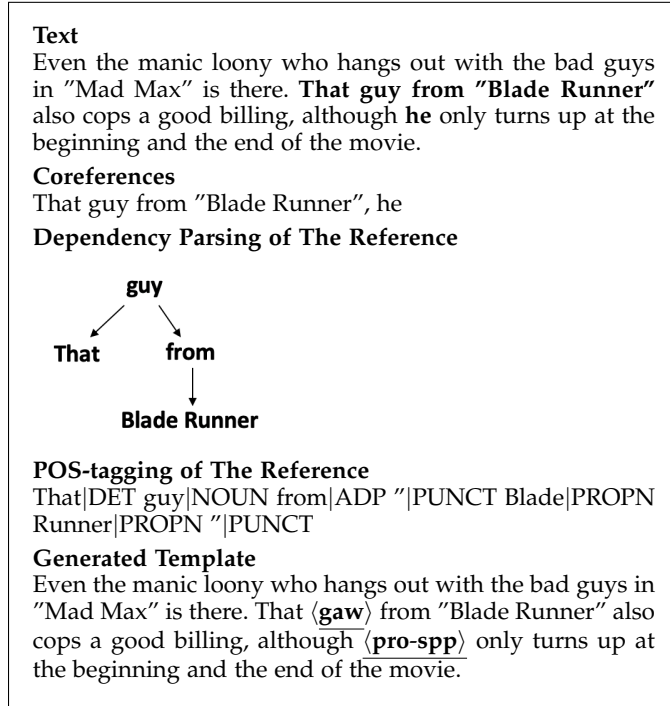 Text
Even the manic loony who hangs out with the bad guys
in ”Mad Max” is there. That guy from ”Blade Runner”
also cops a good billing, although he only turns up at the
beginning and the end of the movie.
Coreferences
That guy from ”Blade Runner”, he
Dependency Parsing of The Reference
guy
That from
Blade Runner
POS-tagging of The Reference
That|DET guy|NOUN from|ADP ”|PUNCT Blade|PROPN
Runner|PROPN ”|PUNCT
Generated Template
Even the manic loony who hangs out with the bad guys in
”Mad Max” is there. That ⟨gaw⟩ from ”Blade Runner” also
cops a good billing, although ⟨pro-spp⟩ only turns up at
the beginning and the end of the movie.